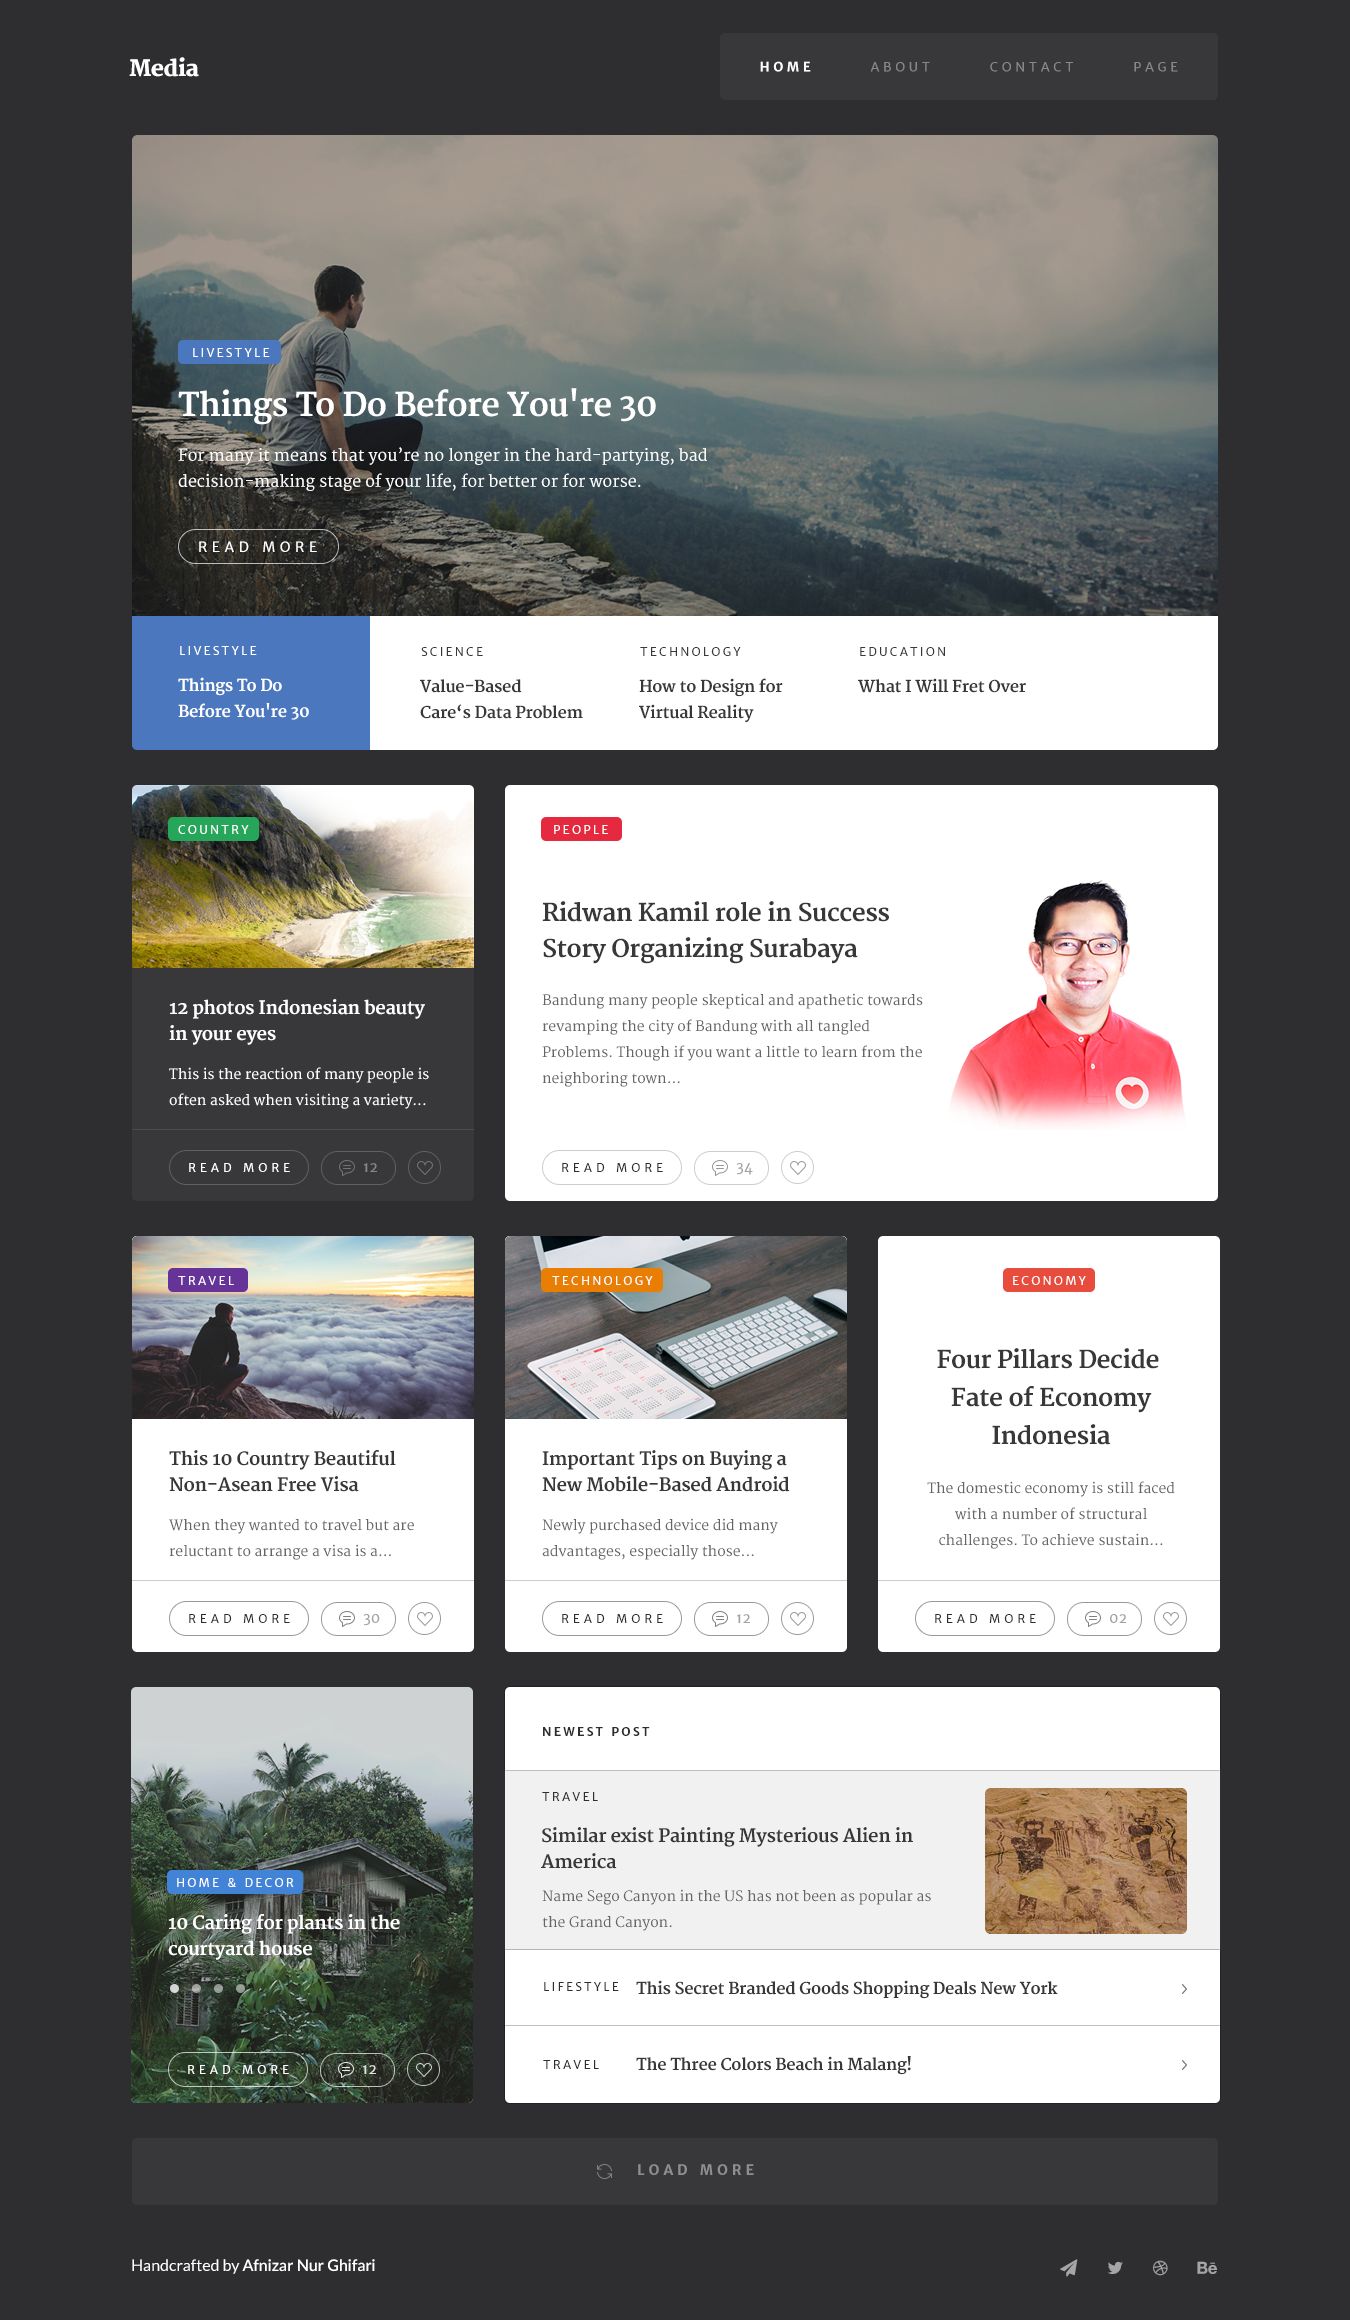 Media
HOME
ABOUT
CONTACT
PAGE
LIVESTYLE
Things To Do Before You're 30
For many it means that you’re no longer in the hard-partying, bad
decision-making stage of your life, for better or for worse.
READ MORE
LIVESTYLE
Things To Do
Before You're 30
SCIENCE
Value-Based
Care‘s Data Problem
TECHNOLOGY
How to Design for
Virtual Reality
EDUCATION
What I Will Fret Over
COUNTRY
12 photos Indonesian beauty
in your eyes
This is the reaction of many people is
often asked when visiting a variety...
READ MORE
12
PEOPLE
Ridwan Kamil role in Success
Story Organizing Surabaya
Bandung many people skeptical and apathetic towards
revamping the city of Bandung with all tangled
Problems. Though if you want a little to learn from the
neighboring town...
READ MORE
34
TRAVEL
This 10 Country Beautiful
Non-Asean Free Visa
When they wanted to travel but are
reluctant to arrange a visa is a...
READ MORE
30
TECHNOLOGY
Important Tips on Buying a
New Mobile-Based Android
Newly purchased device did many
advantages, especially those...
READ MORE
12
ECONOMY
Four Pillars Decide
Fate of Economy
Indonesia
The domestic economy is still faced
with a number of structural
challenges. To achieve sustain...
READ MORE
02
HOME & DECOR
10 Caring for plants in the
courtyard house
READ MORE
12
NEWEST POST
TRAVEL
Similar exist Painting Mysterious Alien in
America
Name Sego Canyon in the US has not been as popular as
the Grand Canyon.
LIFESTYLE
This Secret Branded Goods Shopping Deals New York
TRAVEL
The Three Colors Beach in Malang!
LOAD MORE
Handcrafted by Afnizar Nur Ghifari
Bē